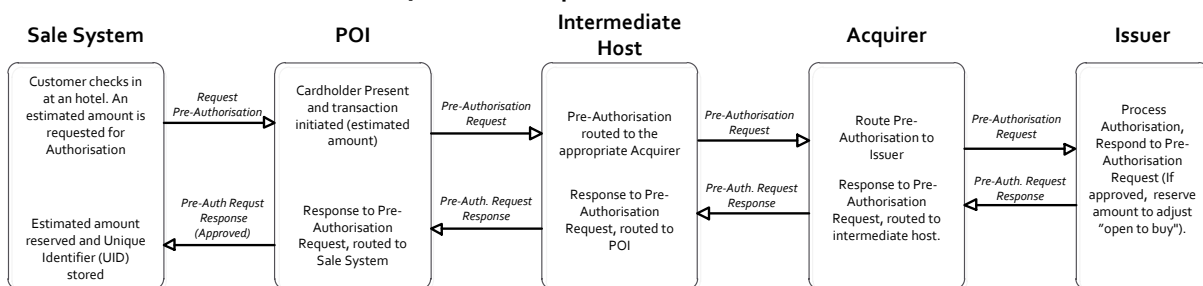 Sale System
POI
Intermediate
Host
Acquirer
Issuer
Customer checks in
at an hotel. An
estimated amount is
requested for
Authorisation
Request
Pre-Authorisation
Cardholder Present
and transaction
initiated (estimated
amount)
Pre-Authorisation
Request
Pre-Authorisation
routed to the
appropriate Acquirer
Pre-Authorisation
Request
Route Pre-
Authorisation to
Issuer
Pre-Authorisation
Request
Process
Authorisation,
Respond to Pre-
Authorisation
Request (If
approved, reserve
amount to adjust
"open to buy").
Estimated amount
reserved and Unique
Identifier (UID)
stored
Pre-Auth Requst
Response
(Approved)
Response to Pre-
Authorisation
Request, routed to
Sale System
Pre-Auth. Request
Response
Response to Pre-
Authorisation
Request, routed to
POI
Pre-Auth. Request
Response
Response to Pre-
Authorisation
Request, routed to
intermediate host.
Pre-Auth. Request
Response